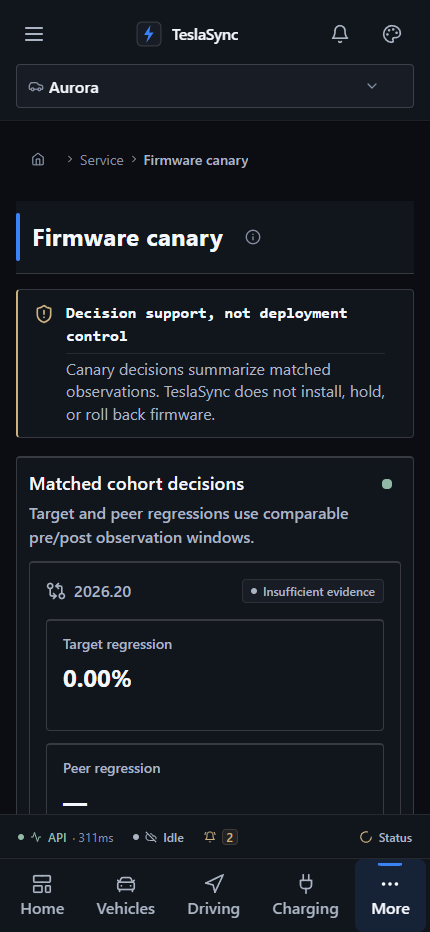 TeslaSync
Aurora
Service
Firmware canary
Firmware canary
Decision support, not deployment
control
Canary decisions summarize matched
observations. TeslaSync does not install, hold,
or roll back firmware.
Matched cohort decisions
Target and peer regressions use comparable
pre/post observation windows.
2026.20
Insufficient evidence
Target regression
0.00%
Peer regression
—
API · 311ms
Idle
2
Status
Home
Vehicles
Driving
Charging
More